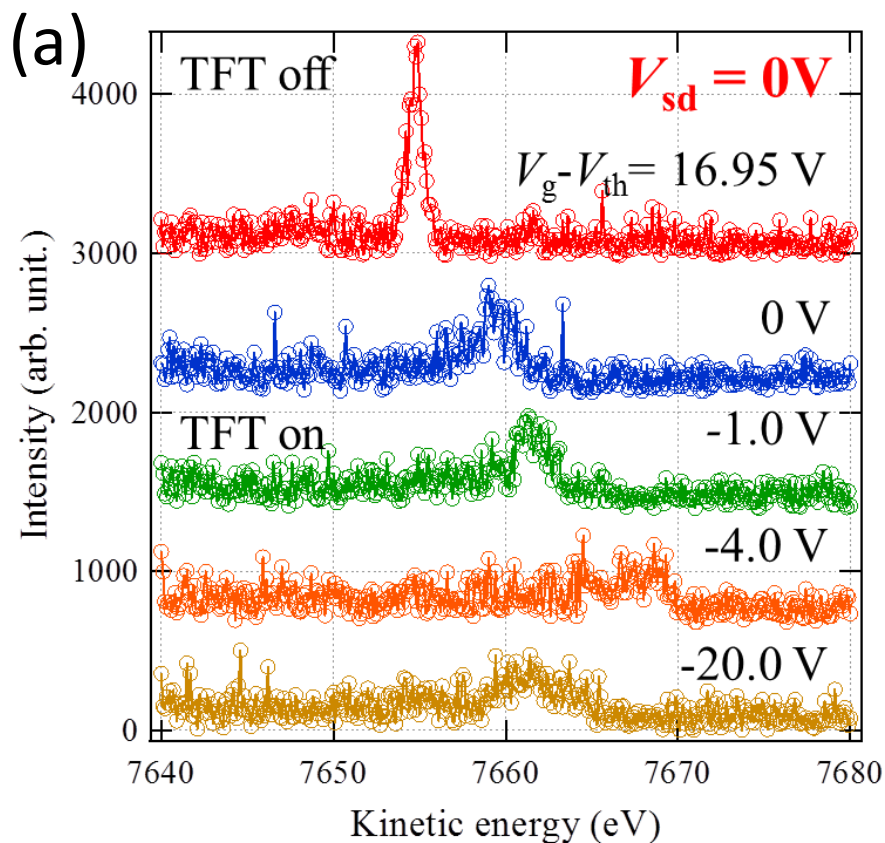 (a)
TFT off
V_sd = 0V
V_g-V_th= 16.95 V
0 V
TFT on
-1.0 V
-4.0 V
-20.0 V
4000
3000
2000
1000
0
Intensity (arb. unit.)
7640 7650 7660 7670 7680
Kinetic energy (eV)